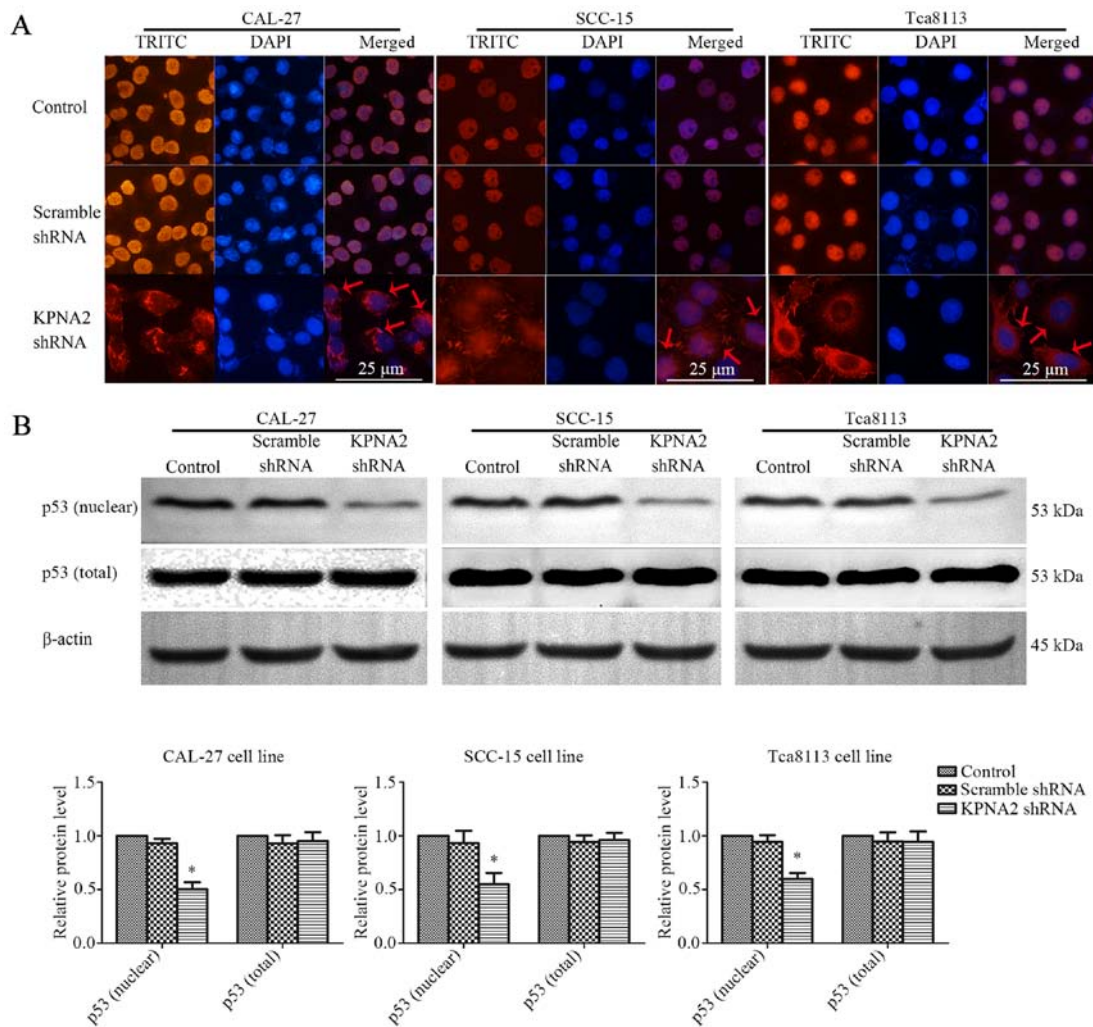 A
CAL-27 SCC-15 Tca8113
TRITC DAPI Merged TRITC DAPI Merged TRITC DAPI Merged
Control
Scramble
shRNA
KPNA2
shRNA
25 μm 25 μm 25 μm
B
CAL-27 SCC-15 Tca8113
Control Scramble shRNA KPNA2 shRNA Control Scramble shRNA KPNA2 shRNA Control Scramble shRNA KPNA2 shRNA
p53 (nuclear) 53 kDa
p53 (total) 53 kDa
β-actin 45 kDa
CAL-27 cell line
Relative protein level
1.5
1.0
0.5
0.0
*
p53 (nuclear)
p53 (total)
SCC-15 cell line
Relative protein level
1.5
1.0
0.5
0.0
*
p53 (nuclear)
p53 (total)
Tca8113 cell line
Relative protein level
1.5
1.0
0.5
0.0
*
p53 (nuclear)
p53 (total)
Control
Scramble shRNA
KPNA2 shRNA